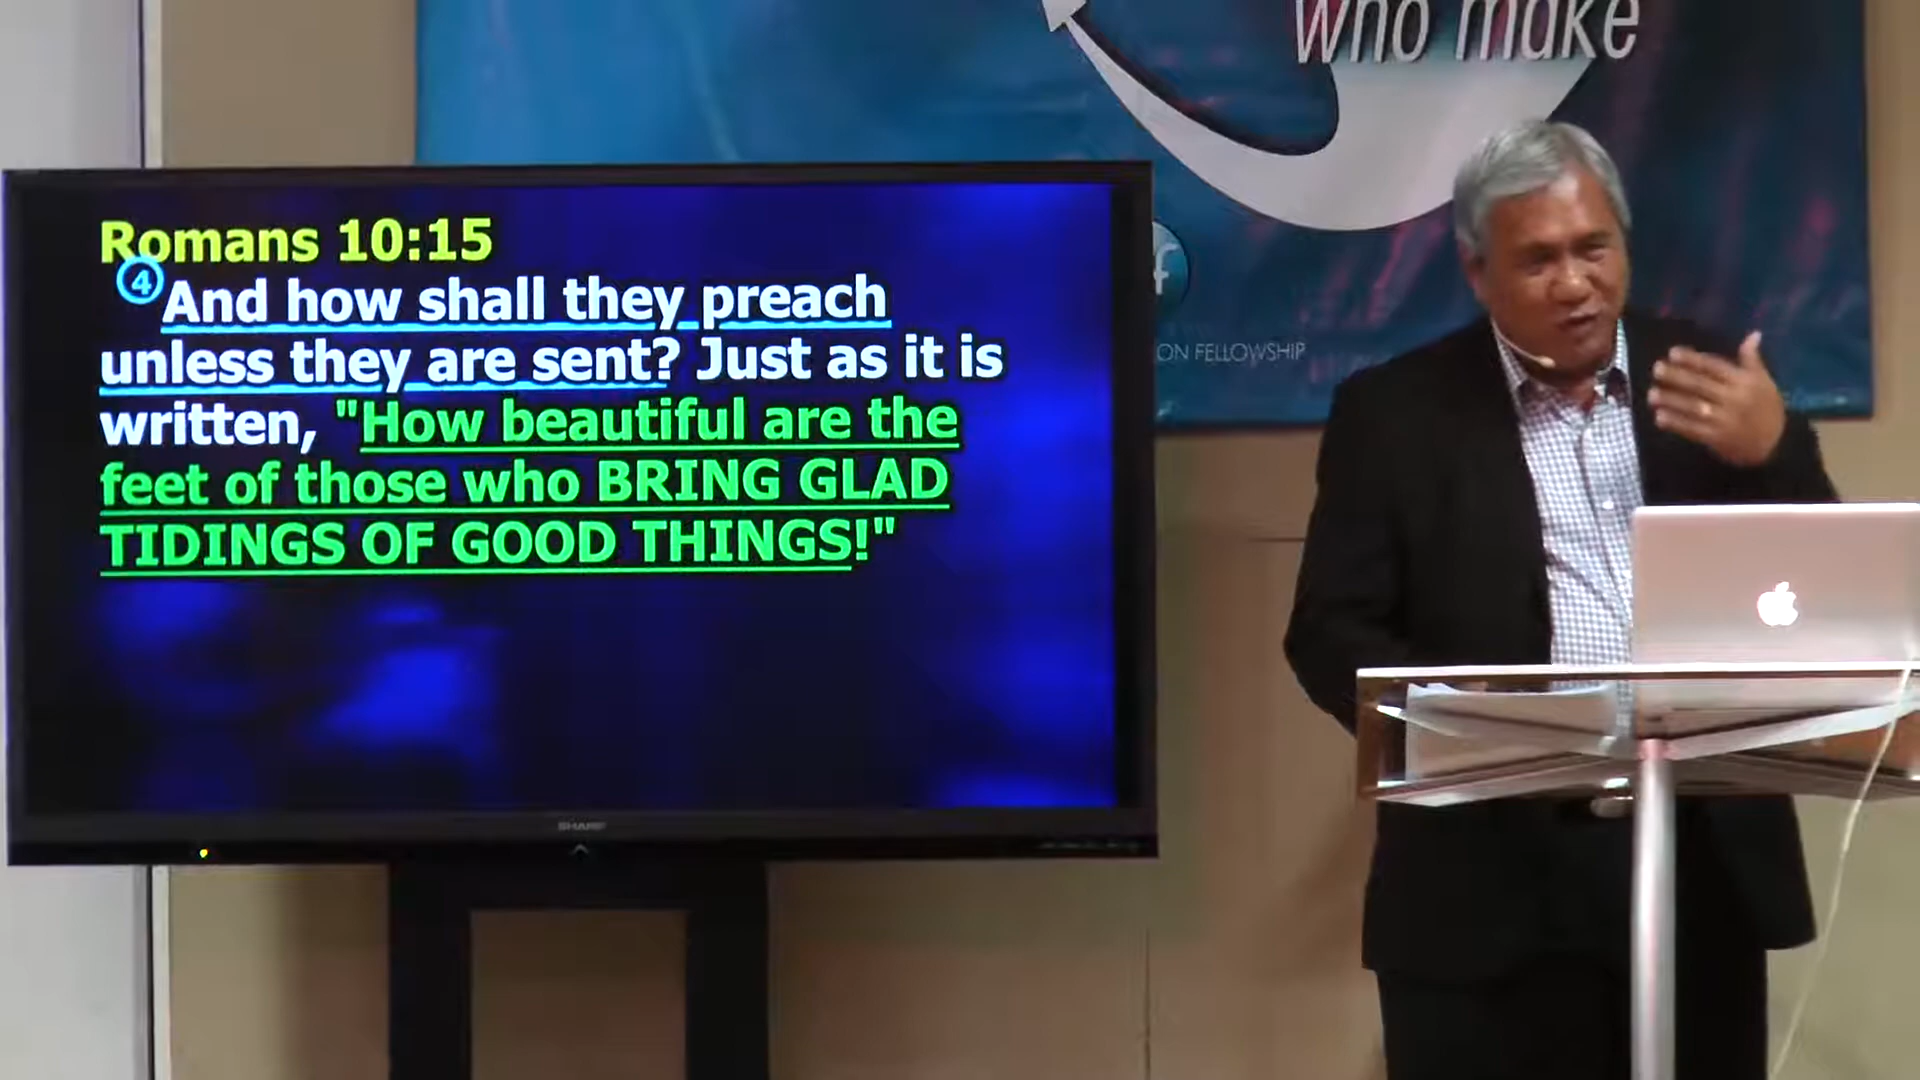 who make
Romans 10:15
4
And how shall they preach
unless they are sent? Just as it is
written, "How beautiful are the
feet of those who BRING GLAD
TIDINGS OF GOOD THINGS!"
f
ON FELLOWSHIP
SHARP